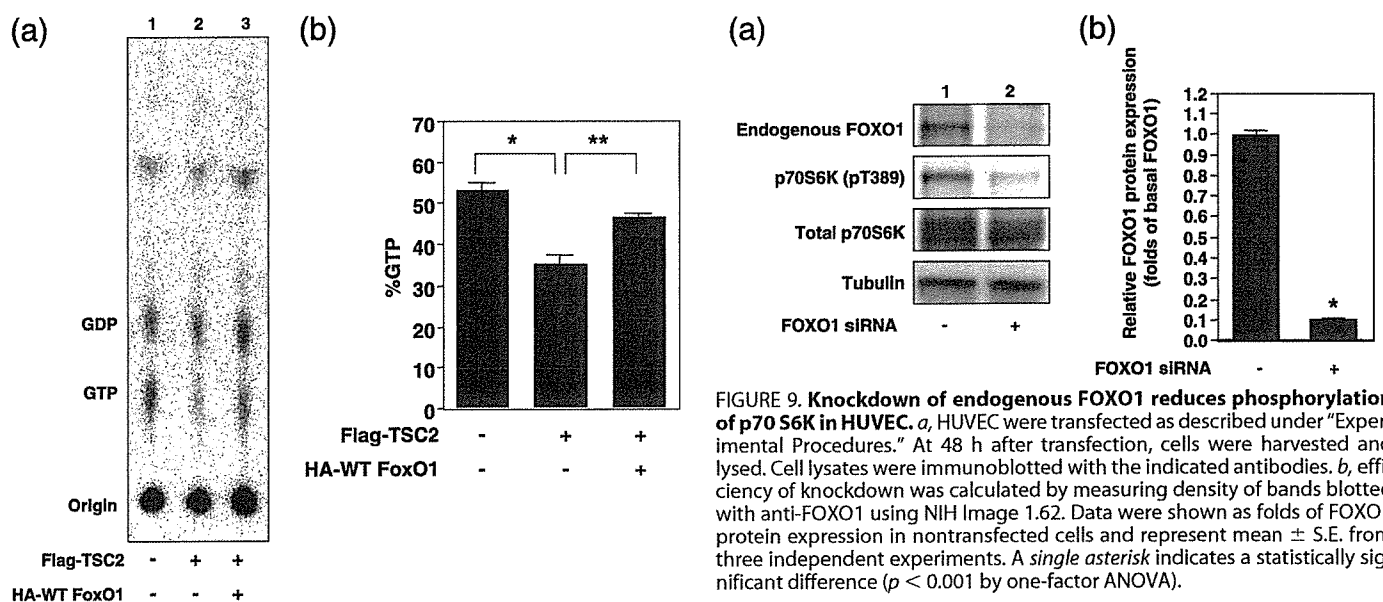 (a)
1 2 3
GDP
GTP
Origin
Flag-TSC2 - + +
HA-WT FoxO1 - - +
(b)
70
60
50
40
30
20
10
0
%GTP
* **
Flag-TSC2 - + +
HA-WT FoxO1 - - +
(a)
1 2
Endogenous FOXO1
p70S6K (pT389)
Total p70S6K
Tubulin
FOXO1 siRNA - +
(b)
Relative FOXO1 protein expression
(folds of basal FOXO1)
1.2
1.1
1.0
0.9
0.8
0.7
0.6
0.5
0.4
0.3
0.2
0.1
0.0
*
FOXO1 siRNA - +
FIGURE 9. Knockdown of endogenous FOXO1 reduces phosphorylation
of p70 S6K in HUVEC. a, HUVEC were transfected as described under "Exper-
imental Procedures." At 48 h after transfection, cells were harvested and
lysed. Cell lysates were immunoblotted with the indicated antibodies. b, effi-
ciency of knockdown was calculated by measuring density of bands blotted
with anti-FOXO1 using NIH Image 1.62. Data were shown as folds of FOXO
protein expression in nontransfected cells and represent mean ± S.E. from
three independent experiments. A single asterisk indicates a statistically sig-
nificant difference (p < 0.001 by one-factor ANOVA).